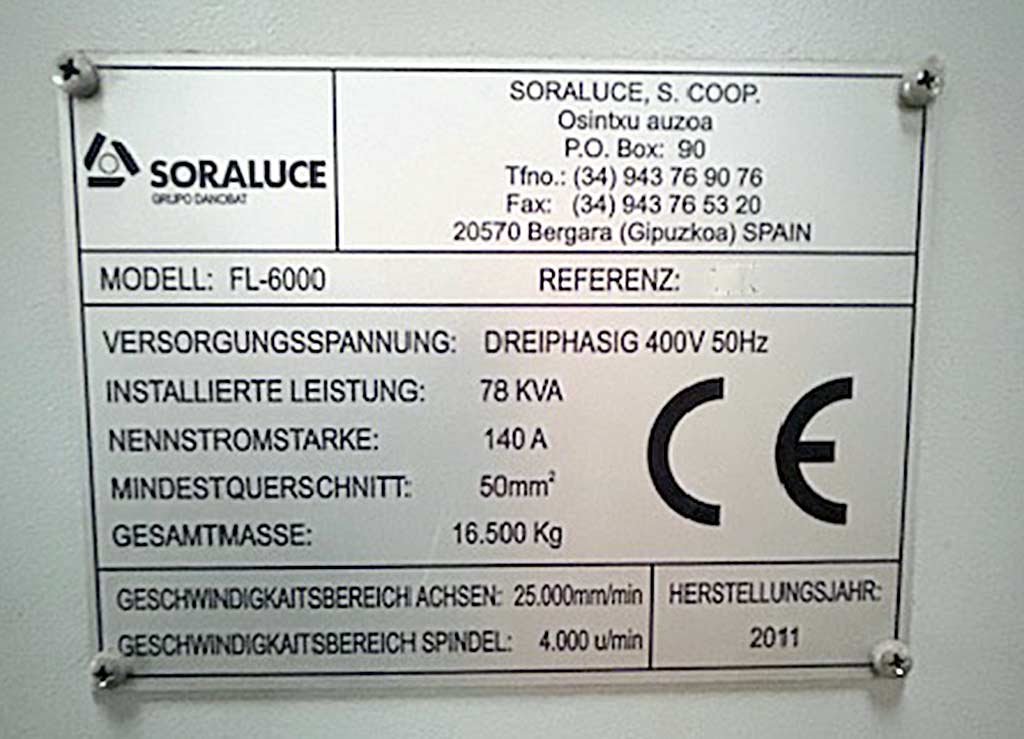 SORALUCE
GRUPO DANOBAT
SORALUCE, S. COOP.
Osintxu auzoa
P.O. Box: 90
Tfno.: (34) 943 76 90 76
Fax: (34) 943 76 53 20
20570 Bergara (Gipuzkoa) SPAIN
MODELL: FL-6000
REFERENZ:
VERSORGUNGSSPANNUNG: DREIPHASIG 400V 50Hz
INSTALLIERTE LEISTUNG: 78 KVA
NENNSTROMSTARKE: 140 A
MINDESTQUERSCHNITT: 50mm²
GESAMTMASSE: 16.500 Kg
CE
GESCHWINDIGKAITSBEREICH ACHSEN: 25.000mm/min
GESCHWINDIGKAITSBEREICH SPINDEL: 4.000 u/min
HERSTELLUNGSJAHR:
2011